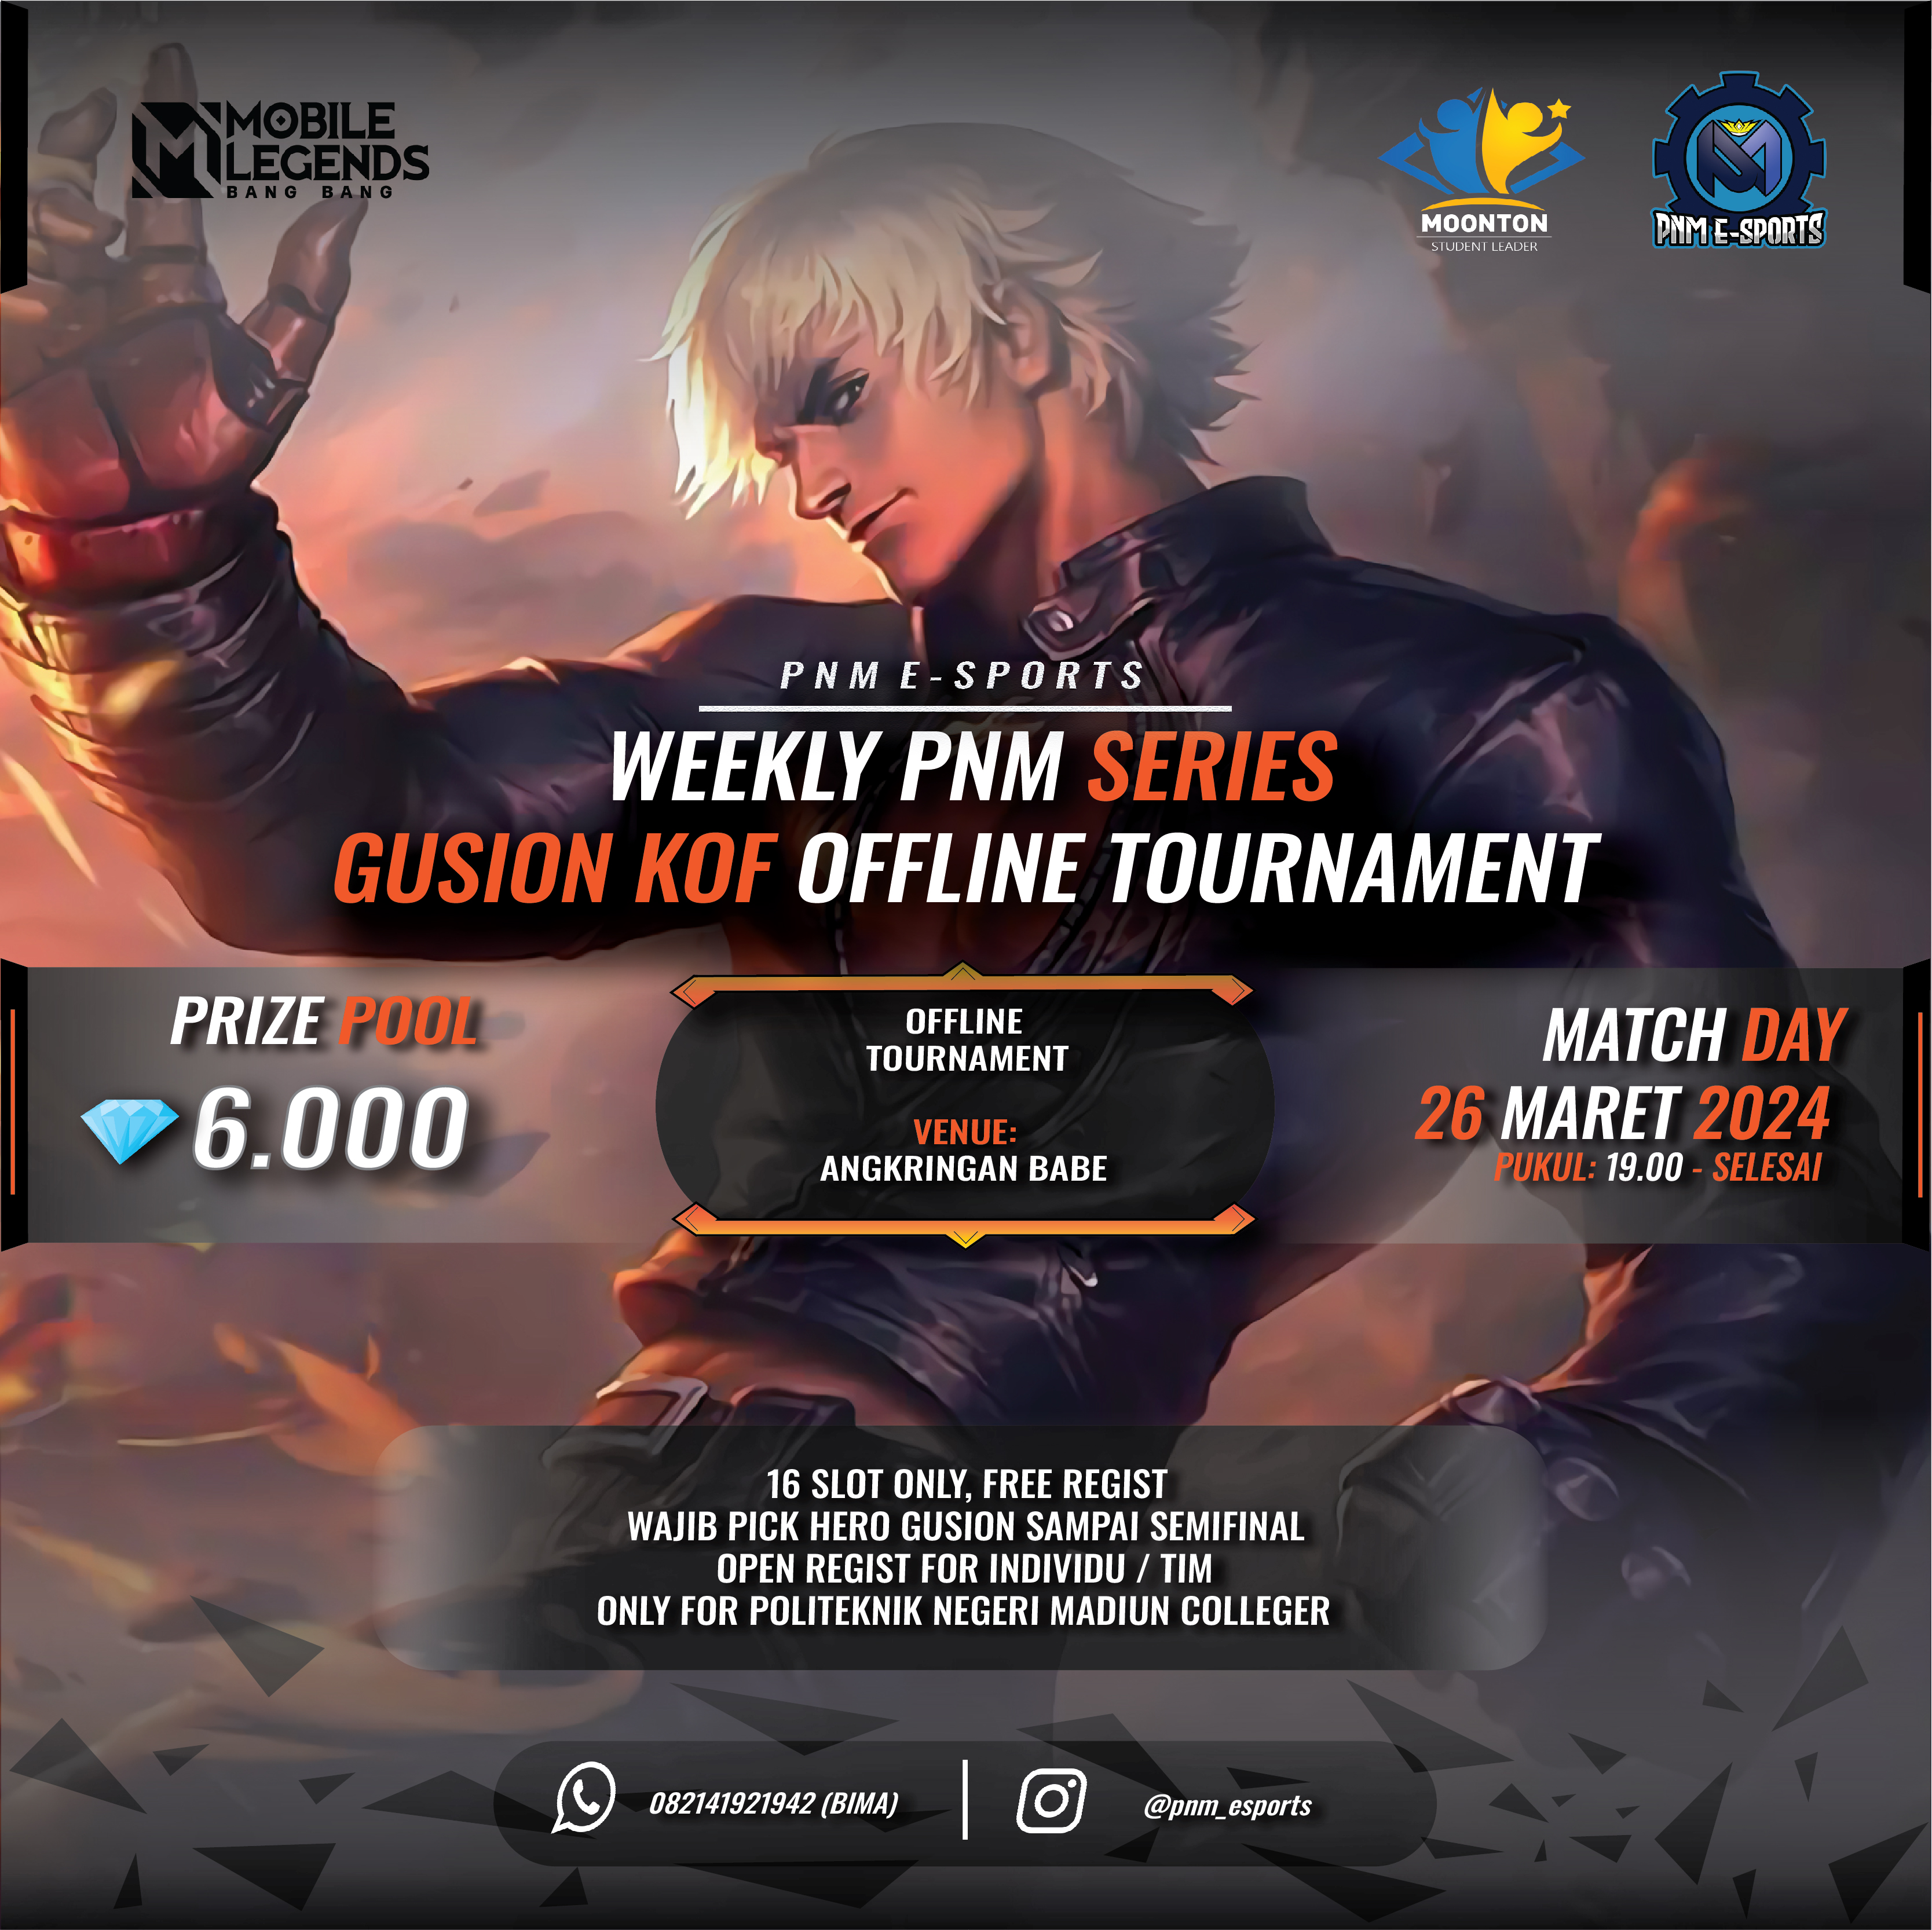 MOBILE
LEGENDS
BANG BANG
MOONTON
STUDENT LEADER
PNM E-SPORTS
PNM E-SPORTS
WEEKLY PNM SERIES
GUSION KOF OFFLINE TOURNAMENT
PRIZE POOL
6.000
OFFLINE
TOURNAMENT
VENUE:
ANGKRINGAN BABE
MATCH DAY
26 MARET 2024
PUKUL: 19.00 - SELESAI
16 SLOT ONLY, FREE REGIST
WAJIB PICK HERO GUSION SAMPAI SEMIFINAL
OPEN REGIST FOR INDIVIDU / TIM
ONLY FOR POLITEKNIK NEGERI MADIUN COLLEGER
082141921942 (BIMA)
@pnm_esports